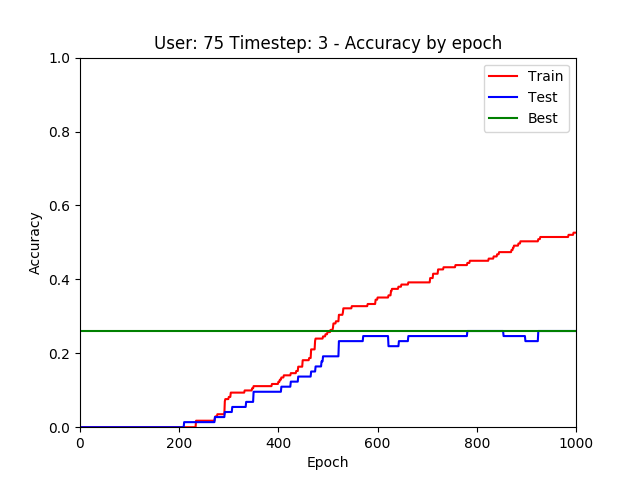 User: 75 Timestep: 3 - Accuracy by epoch
1.0
0.8
0.6
0.4
0.2
0.0
Accuracy
Train
Test
Best
0 200 400 600 800 1000
Epoch